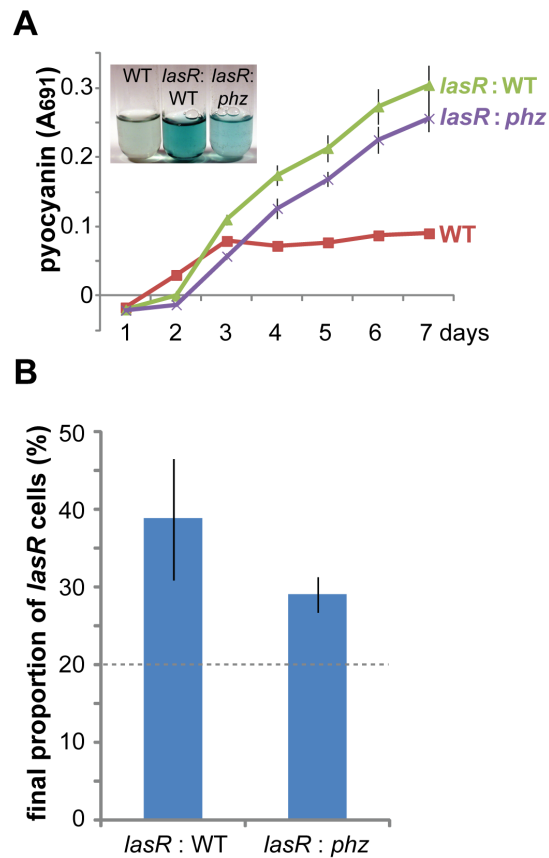 A
pyocyanin (A691)
0.3
0.2
0.1
0
WT
lasR:
WT
lasR:
phz
lasR:WT
lasR:phz
WT
1 2 3 4 5 6 7 days
B
final proportion of lasR cells (%)
50
40
30
20
10
0
lasR : WT
lasR : phz